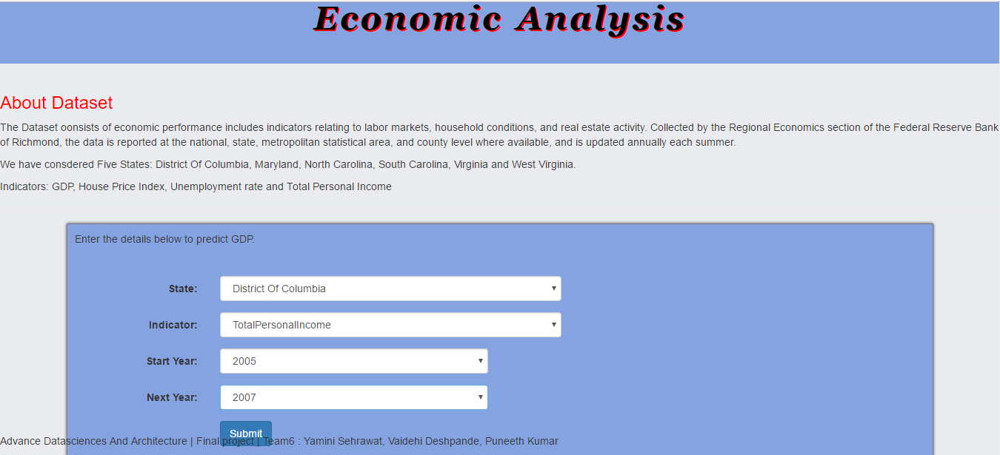 Economic Analysis
About Dataset
The Dataset oonsists of economic performance includes indicators relating to labor markets, household conditions, and real estate activity. Collected by the Regional Economics section of the Federal Reserve Bank
of Richmond, the data is reported at the national, state, metropolitan statistical area, and county level where available, and is updated annually each summer.
We have consdered Five States: District Of Columbia, Maryland, North Carolina, South Carolina, Virginia and West Virginia.
Indicators: GDP, House Price Index, Unemployment rate and Total Personal Income
Enter the details below to predict GDP.
State: District Of Columbia
Indicator: TotalPersonalIncome
Start Year: 2005
Next Year: 2007
Submit
Advance Datasciences And Architecture | Final project | Team6 : Yamini Sehrawat, Vaidehi Deshpande, Puneeth Kumar